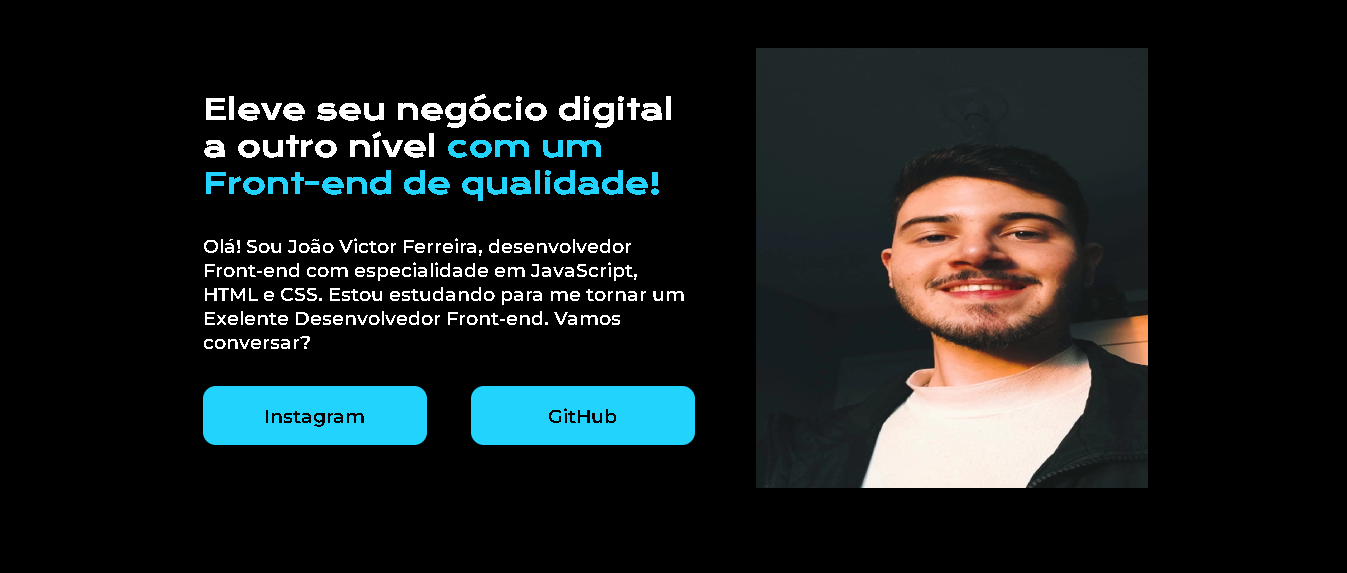 Eleve seu negócio digital
a outro nível com um
Front-end de qualidade!
Olá! Sou João Victor Ferreira, desenvolvedor
Front-end com especialidade em JavaScript,
HTML e CSS. Estou estudando para me tornar um
Exelente Desenvolvedor Front-end. Vamos
conversar?
Instagram
GitHub